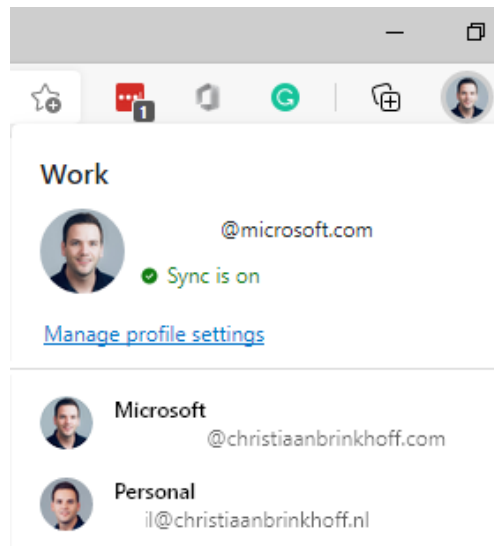 1
G
Work
@microsoft.com
Sync is on
Manage profile settings
Microsoft
@christiaanbrinkhoff.com
Personal
il@christiaanbrinkhoff.nl